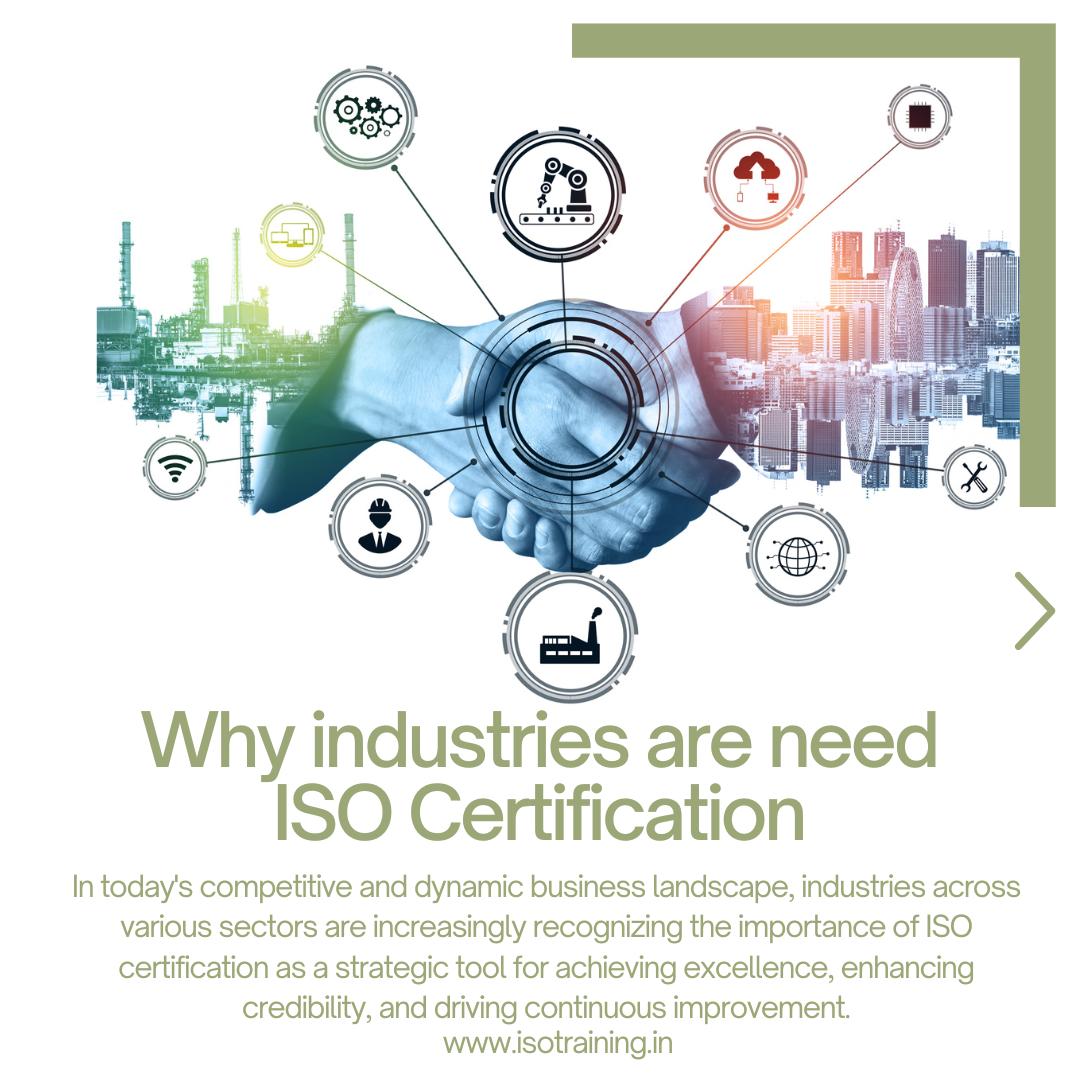 Why industries are need
ISO Certification
In today's competitive and dynamic business landscape, industries across
various sectors are increasingly recognizing the importance of ISO
certification as a strategic tool for achieving excellence, enhancing
credibility, and driving continuous improvement.
www.isotraining.in